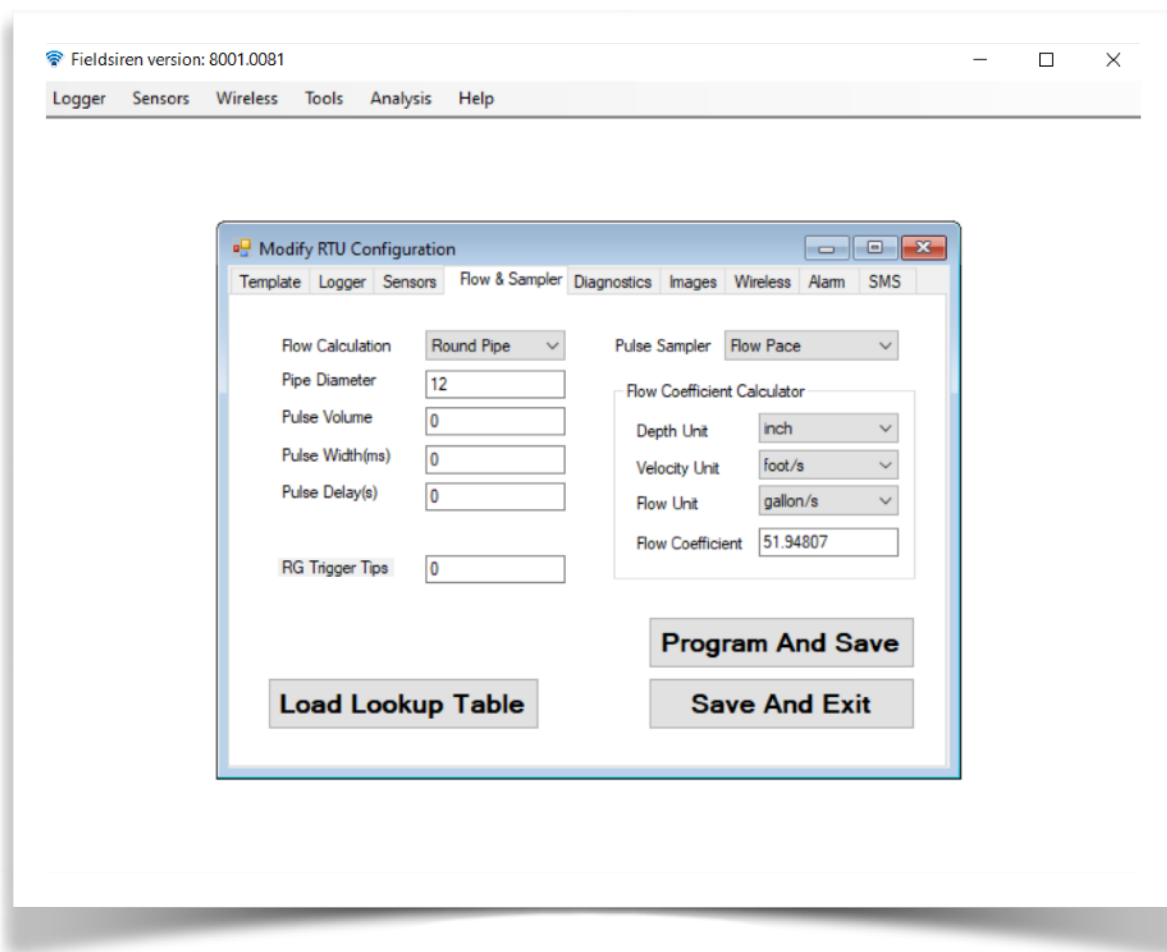 Fieldsiren version: 8001.0081
Logger Sensors Wireless Tools Analysis Help
Modify RTU Configuration
Template Logger Sensors Flow & Sampler Diagnostics Images Wireless Alarm SMS
Flow Calculation Round Pipe
Pipe Diameter 12
Pulse Volume 0
Pulse Width(ms) 0
Pulse Delay(s) 0
RG Trigger Tips 0
Pulse Sampler Flow Pace
Flow Coefficient Calculator
Depth Unit inch
Velocity Unit foot/s
Flow Unit gallon/s
Flow Coefficient 51.94807
Program And Save
Load Lookup Table
Save And Exit